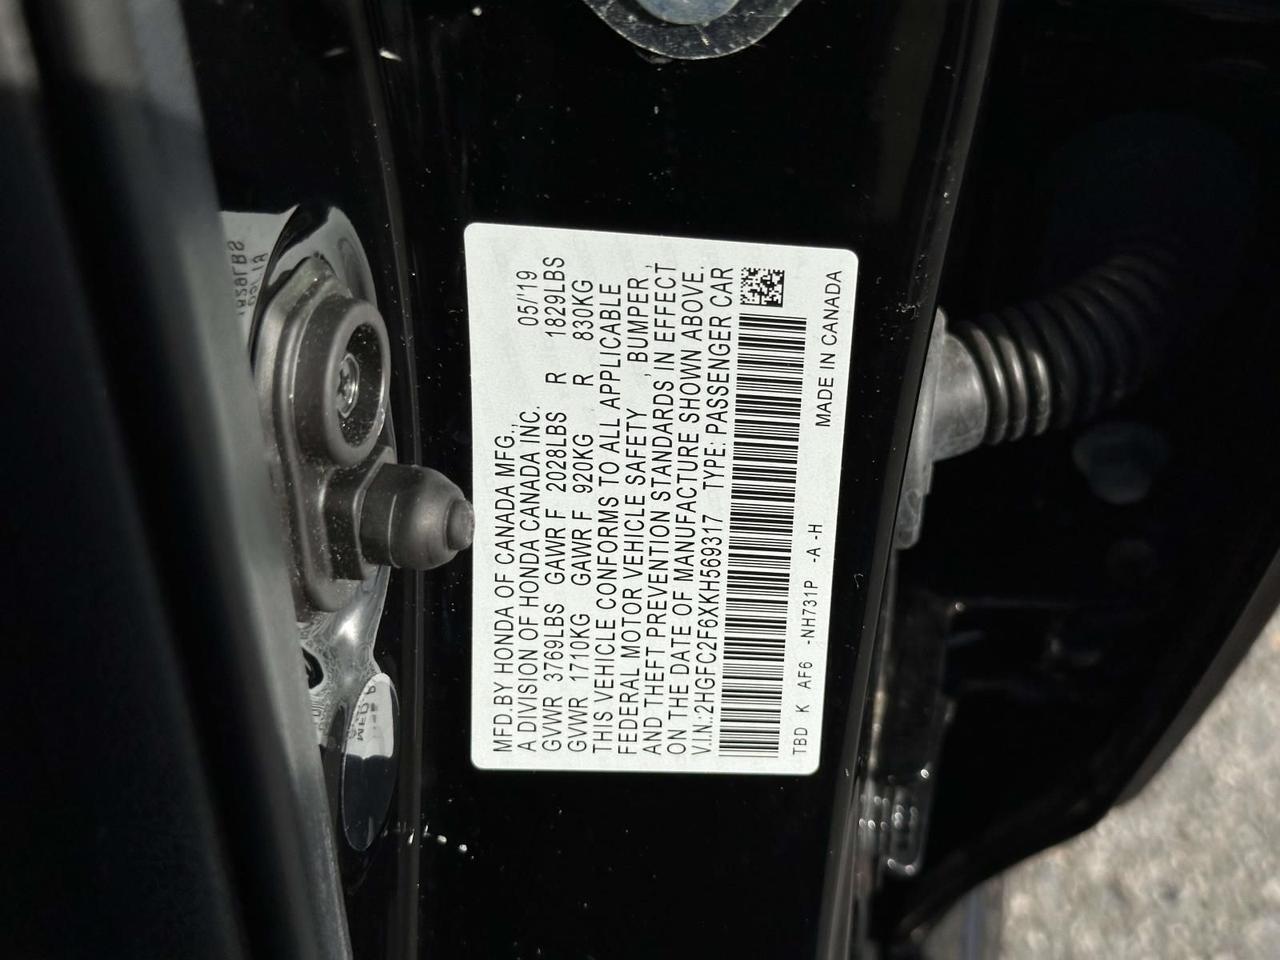 MFD.BY HONDA OF CANADA MFG.,
A DIVISION OF HONDA CANADA INC. 05/'19
GVWR 3769LBS GAWR F 2028LBS R 1829LBS
GVWR 1710KG GAWR F 920KG R 830KG
THIS VEHICLE CONFORMS TO ALL APPLICABLE
FEDERAL MOTOR VEHICLE SAFETY , BUMPER ,
AND THEFT PREVENTION STANDARDS IN EFFECT
ON THE DATE OF MANUFACTURE SHOWN ABOVE.
V.I.N.:2HGFC2F6XKH569317 TYPE: PASSENGER CAR
TBD K AF6 -NH731P -A -H MADE IN CANADA